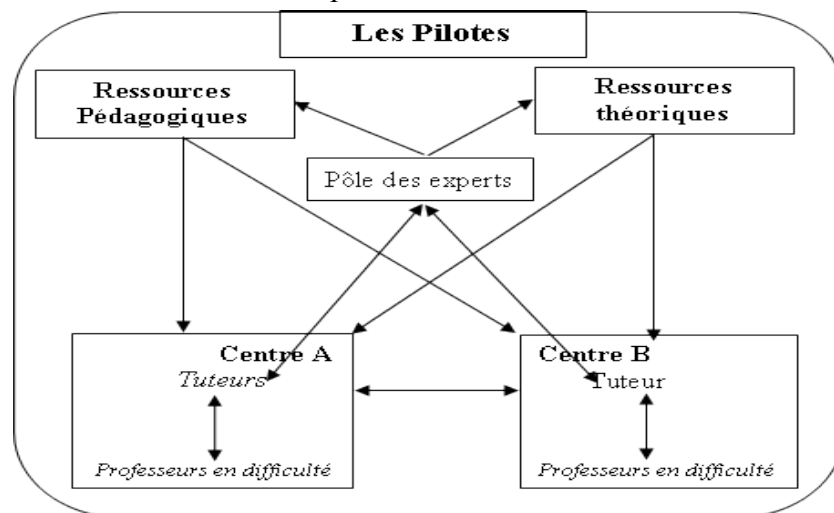 Les Pilotes
Ressources
Pédagogiques
Ressources
théoriques
Pôle des experts
Centre A
Tuteurs
Professeurs en difficulté
Centre B
Tuteur
Professeurs en difficulté